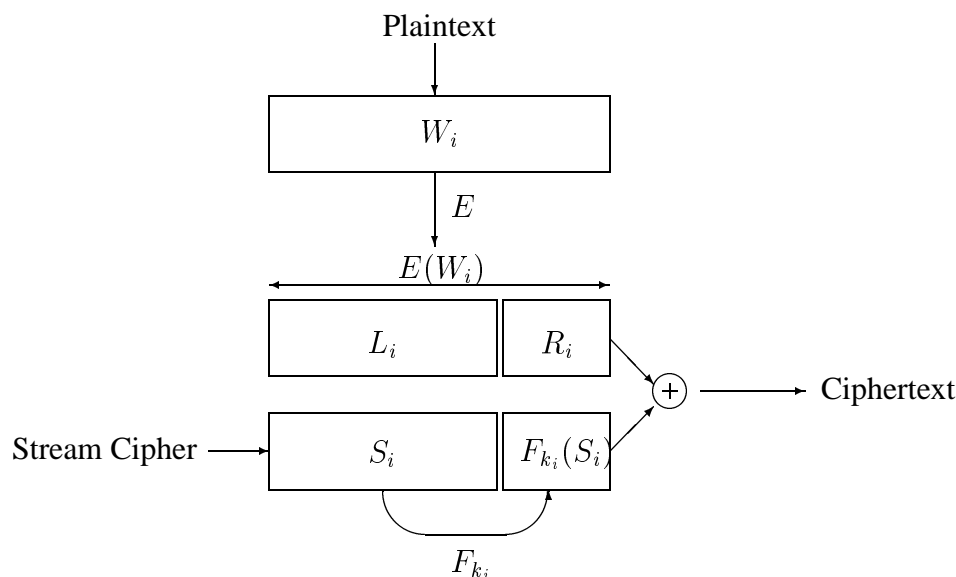 Plaintext
W_i
E
E(W_i)
L_i R_i
+
Ciphertext
Stream Cipher
S_i F_{k_i}(S_i)
F_{k_i}